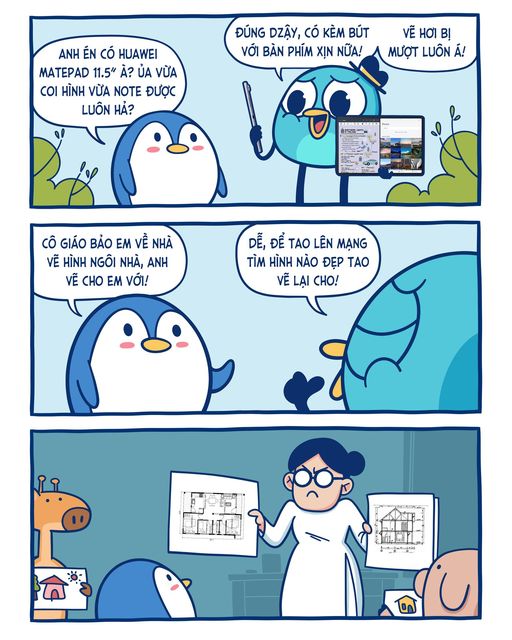 ANH ÉN CÓ HUAWEI
MATEPAD 11.5" À? ỦA VỪA
COI HÌNH VỪA NOTE ĐƯỢC
LUÔN HẢ?
ĐÚNG DZẬY, CÓ KÈM BÚT
VỚI BÀN PHÍM XỊN NỮA!
VẼ HƠI BỊ
MƯỢT LUÔN Á!
CÔ GIÁO BẢO EM VỀ NHÀ
VẼ HÌNH NGÔI NHÀ, ANH
VẼ CHO EM VỚI!
DỄ, ĐỂ TAO LÊN MẠNG
TÌM HÌNH NÀO ĐẸP TAO
VẼ LẠI CHO!